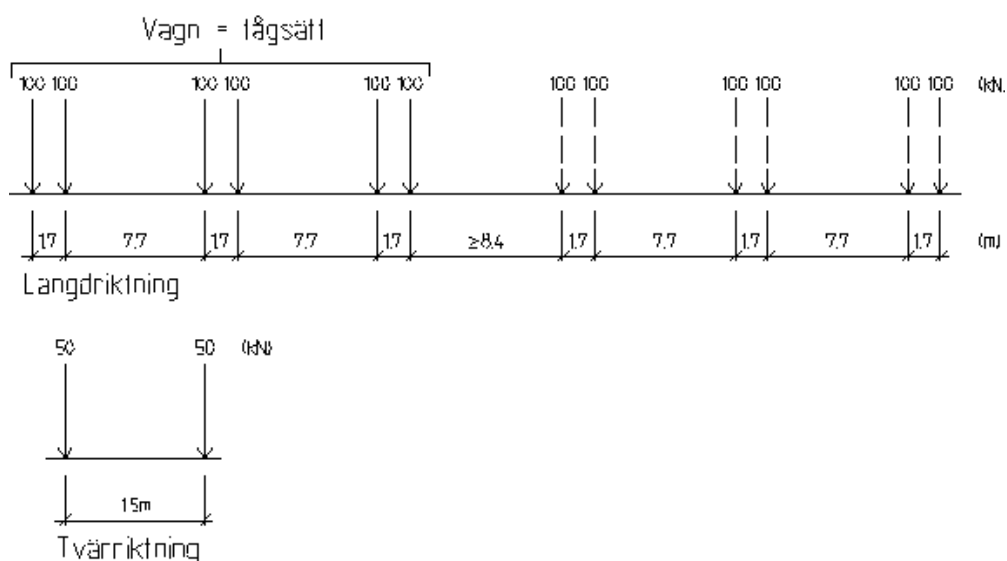 Vagn = tågsätt
100 100 100 100 100 100 100 100 100 100 100 100 (kN)
1.7 7.7 1.7 7.7 1.7 ≥8.4 1.7 7.7 1.7 7.7 1.7 (m)
Längdriktning
50 50 (kN)
1.5m
Tvärriktning